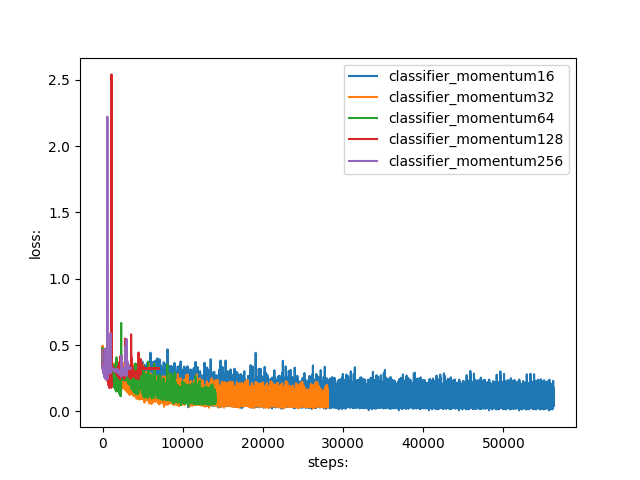 classifier_momentum16
classifier_momentum32
classifier_momentum64
classifier_momentum128
classifier_momentum256
2.5
2.0
1.5
1.0
0.5
0.0
loss:
0 10000 20000 30000 40000 50000
steps: